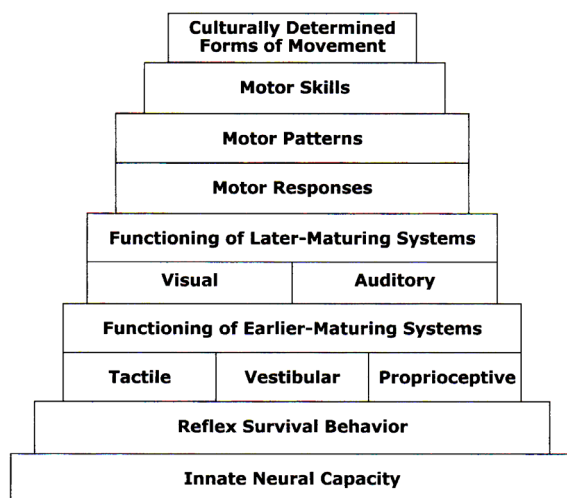 Culturally Determined
Forms of Movement
Motor Skills
Motor Patterns
Motor Responses
Functioning of Later-Maturing Systems
Visual Auditory
Functioning of Earlier-Maturing Systems
Tactile Vestibular Proprioceptive
Reflex Survival Behavior
Innate Neural Capacity